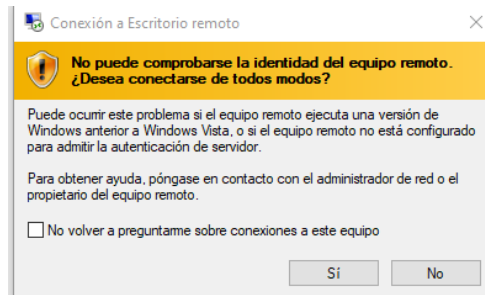 Conexión a Escritorio remoto
No puede comprobarse la identidad del equipo remoto.
¿Desea conectarse de todos modos?
Puede ocurrir este problema si el equipo remoto ejecuta una versión de
Windows anterior a Windows Vista, o si el equipo remoto no está configurado
para admitir la autenticación de servidor.
Para obtener ayuda, póngase en contacto con el administrador de red o el
propietario del equipo remoto.
No volver a preguntarme sobre conexiones a este equipo
Sí No